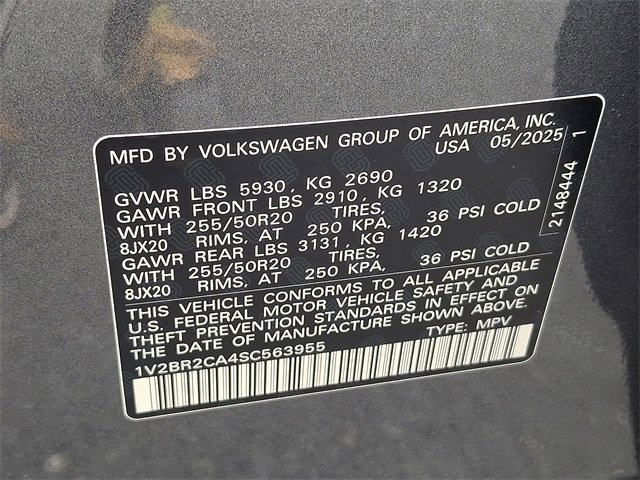 MFD BY VOLKSWAGEN GROUP OF AMERICA, INC.
USA 05/2025
GVWR LBS 5930, KG 2690
GAWR FRONT LBS 2910, KG 1320
WITH 255/50R20 TIRES,
8JX20 RIMS, AT 250 KPA, 36 PSI COLD
GAWR REAR LBS 3131, KG 1420
WITH 255/50R20 TIRES,
8JX20 RIMS, AT 250 KPA, 36 PSI COLD
THIS VEHICLE CONFORMS TO ALL APPLICABLE
U.S. FEDERAL MOTOR VEHICLE SAFETY AND
THEFT PREVENTION STANDARDS IN EFFECT ON
THE DATE OF MANUFACTURE SHOWN ABOVE.
TYPE: MPV
1V2BR2CA4SC563955
2148444 1